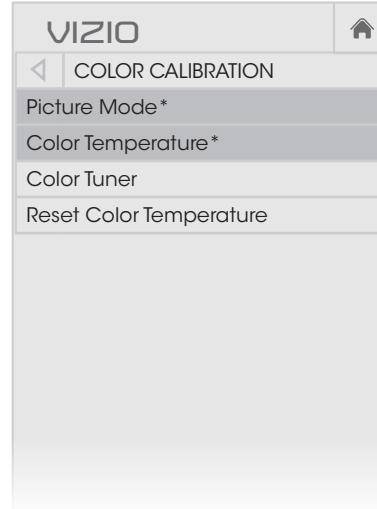 VIZIO
COLOR CALIBRATION
Picture Mode*
Color Temperature*
Color Tuner
Reset Color Temperature